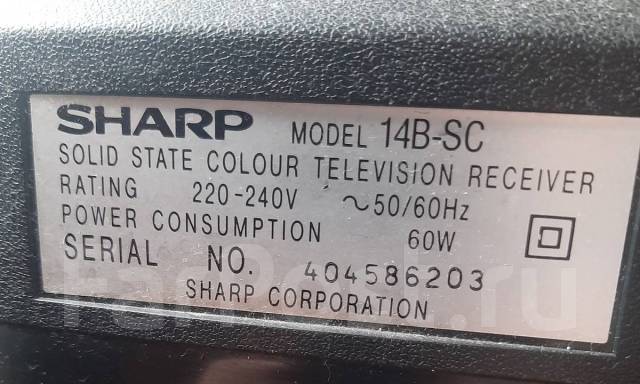 SHARP MODEL 14B-SC
SOLID STATE COLOUR TELEVISION RECEIVER
RATING 220-240V ~50/60Hz
POWER CONSUMPTION 60W
SERIAL NO. 404586203
SHARP CORPORATION